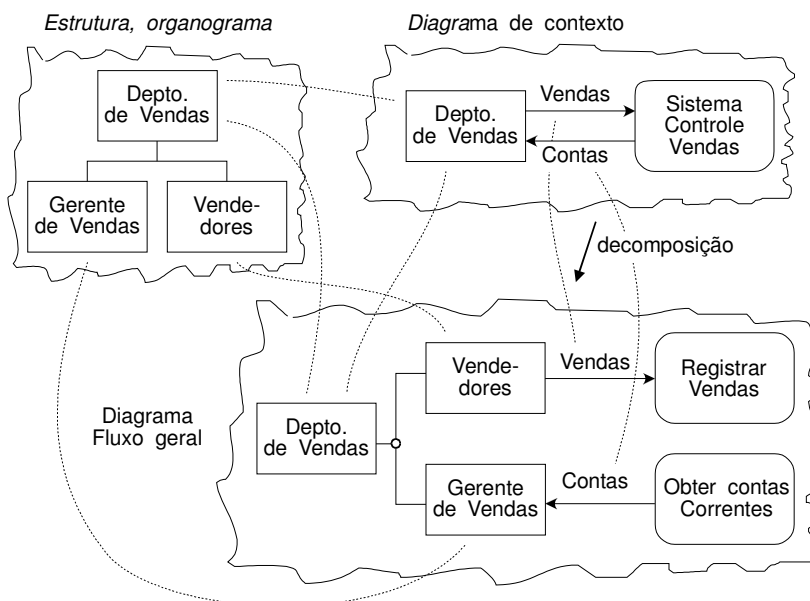 Estrutura, organograma
Depto.
de Vendas
Gerente
de Vendas
Vende-
dores
Diagrama de contexto
Depto.
de Vendas
Vendas
Contas
Sistema
Controle
Vendas
decomposição
Diagrama
Fluxo geral
Depto.
de Vendas
Vende-
dores
Vendas
Registrar
Vendas
Gerente
de Vendas
Contas
Obter contas
Correntes